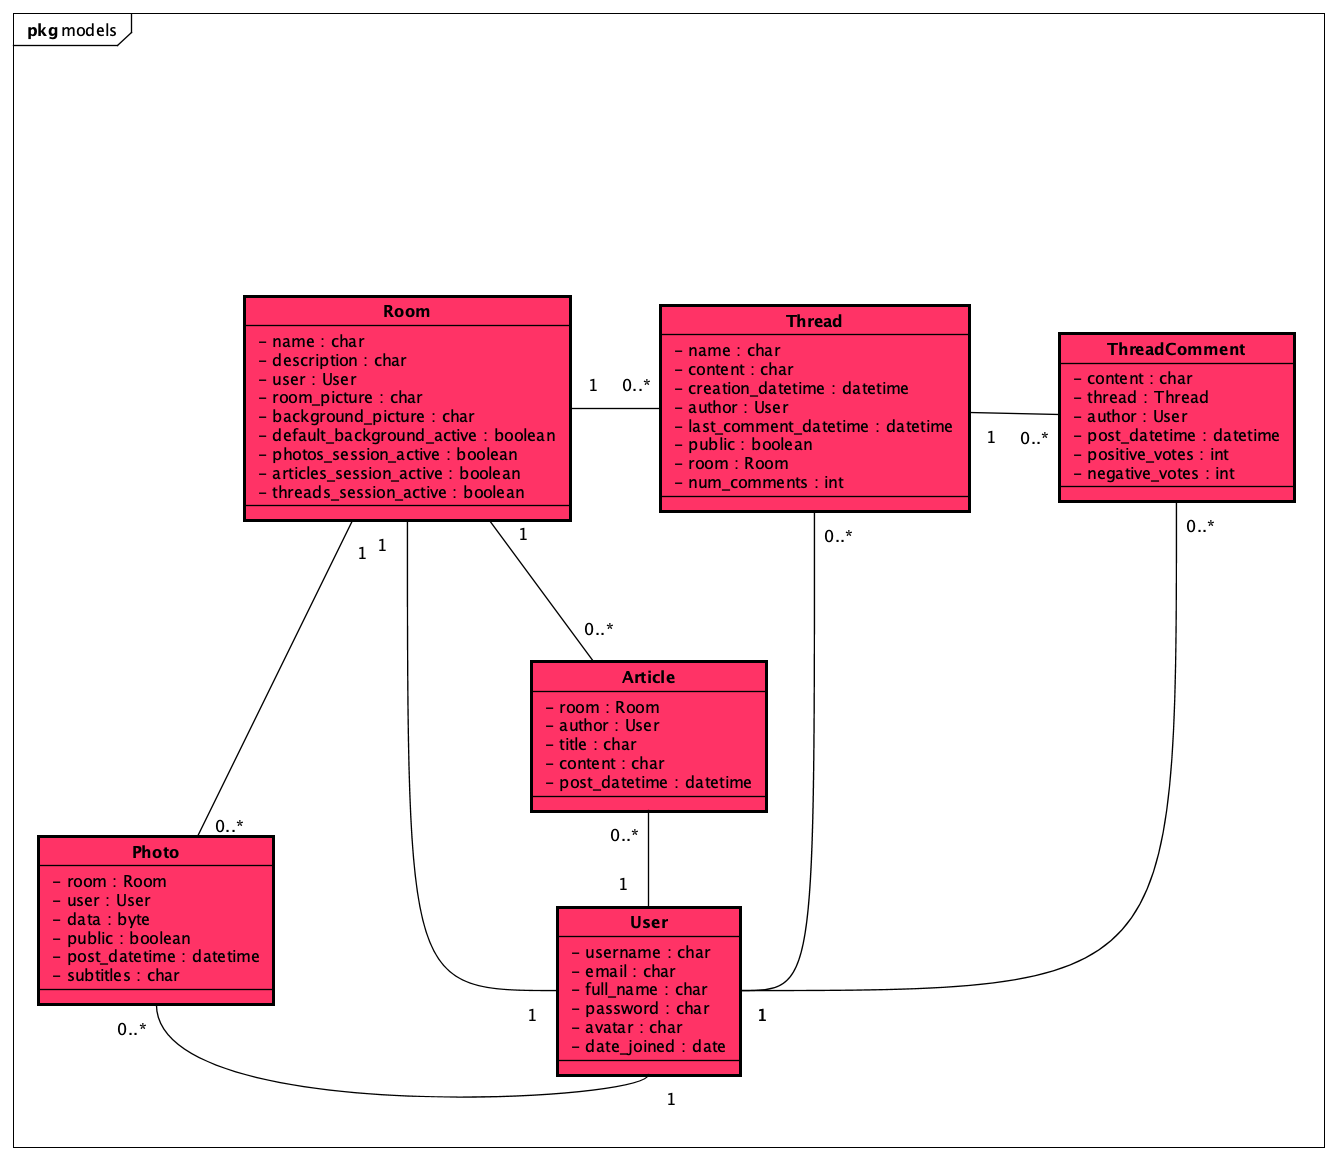 pkg models
Room
- name : char
- description : char
- user : User
- room_picture : char
- background_picture : char
- default_background_active : boolean
- photos_session_active : boolean
- articles_session_active : boolean
- threads_session_active : boolean
1 0..*
Thread
- name : char
- content : char
- creation_datetime : datetime
- author : User
- last_comment_datetime : datetime
- public : boolean
- room : Room
- num_comments : int
1 0..*
ThreadComment
- content : char
- thread : Thread
- author : User
- post_datetime : datetime
- positive_votes : int
- negative_votes : int
1
1
1
0..*
0..*
0..*
Article
- room : Room
- author : User
- title : char
- content : char
- post_datetime : datetime
0..*
1
0..*
Photo
- room : Room
- user : User
- data : byte
- public : boolean
- post_datetime : datetime
- subtitles : char
0..*
User
- username : char
- email : char
- full_name : char
- password : char
- avatar : char
- date_joined : date
1
1
1